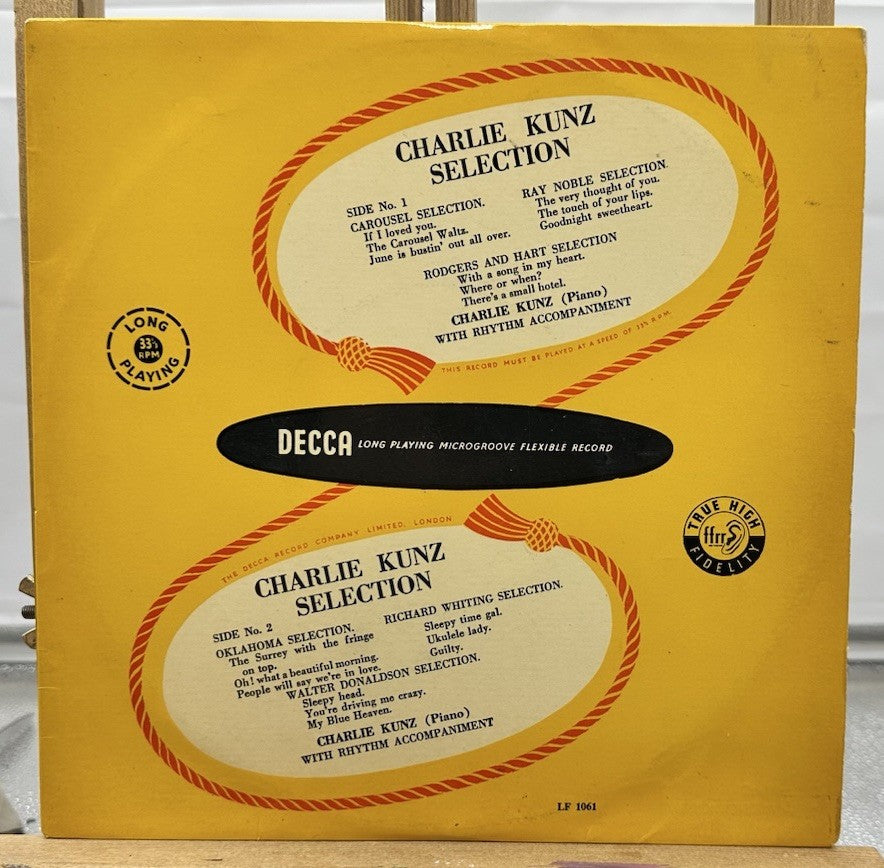 CHARLIE KUNZ
SELECTION
SIDE No. 1
CAROUSEL SELECTION.
If I loved you.
The Carousel Waltz.
June is bustin' out all over.
RAY NOBLE SELECTION.
The very thought of you.
The touch of your lips.
Goodnight sweetheart.
RODGERS AND HART SELECTION
With a song in my heart.
Where or when?
There's a small hotel.
CHARLIE KUNZ (Piano)
WITH RHYTHM ACCOMPANIMENT
THIS RECORD MUST BE PLAYED AT A SPEED OF 33⅓ R.P.M.
LONG
33⅓
RPM
PLAYING
DECCA LONG PLAYING MICROGROOVE FLEXIBLE RECORD
TRUE HIGH
ffrr
FIDELITY
THE DECCA RECORD COMPANY LIMITED, LONDON
CHARLIE KUNZ
SELECTION
SIDE No. 2
OKLAHOMA SELECTION.
The Surrey with the fringe
on top.
Oh! what a beautiful morning.
People will say we're in love.
RICHARD WHITING SELECTION.
Sleepy time gal.
Ukulele lady.
Guilty.
WALTER DONALDSON SELECTION.
Sleepy head.
You're driving me crazy.
My Blue Heaven.
CHARLIE KUNZ (Piano)
WITH RHYTHM ACCOMPANIMENT
LF 1061